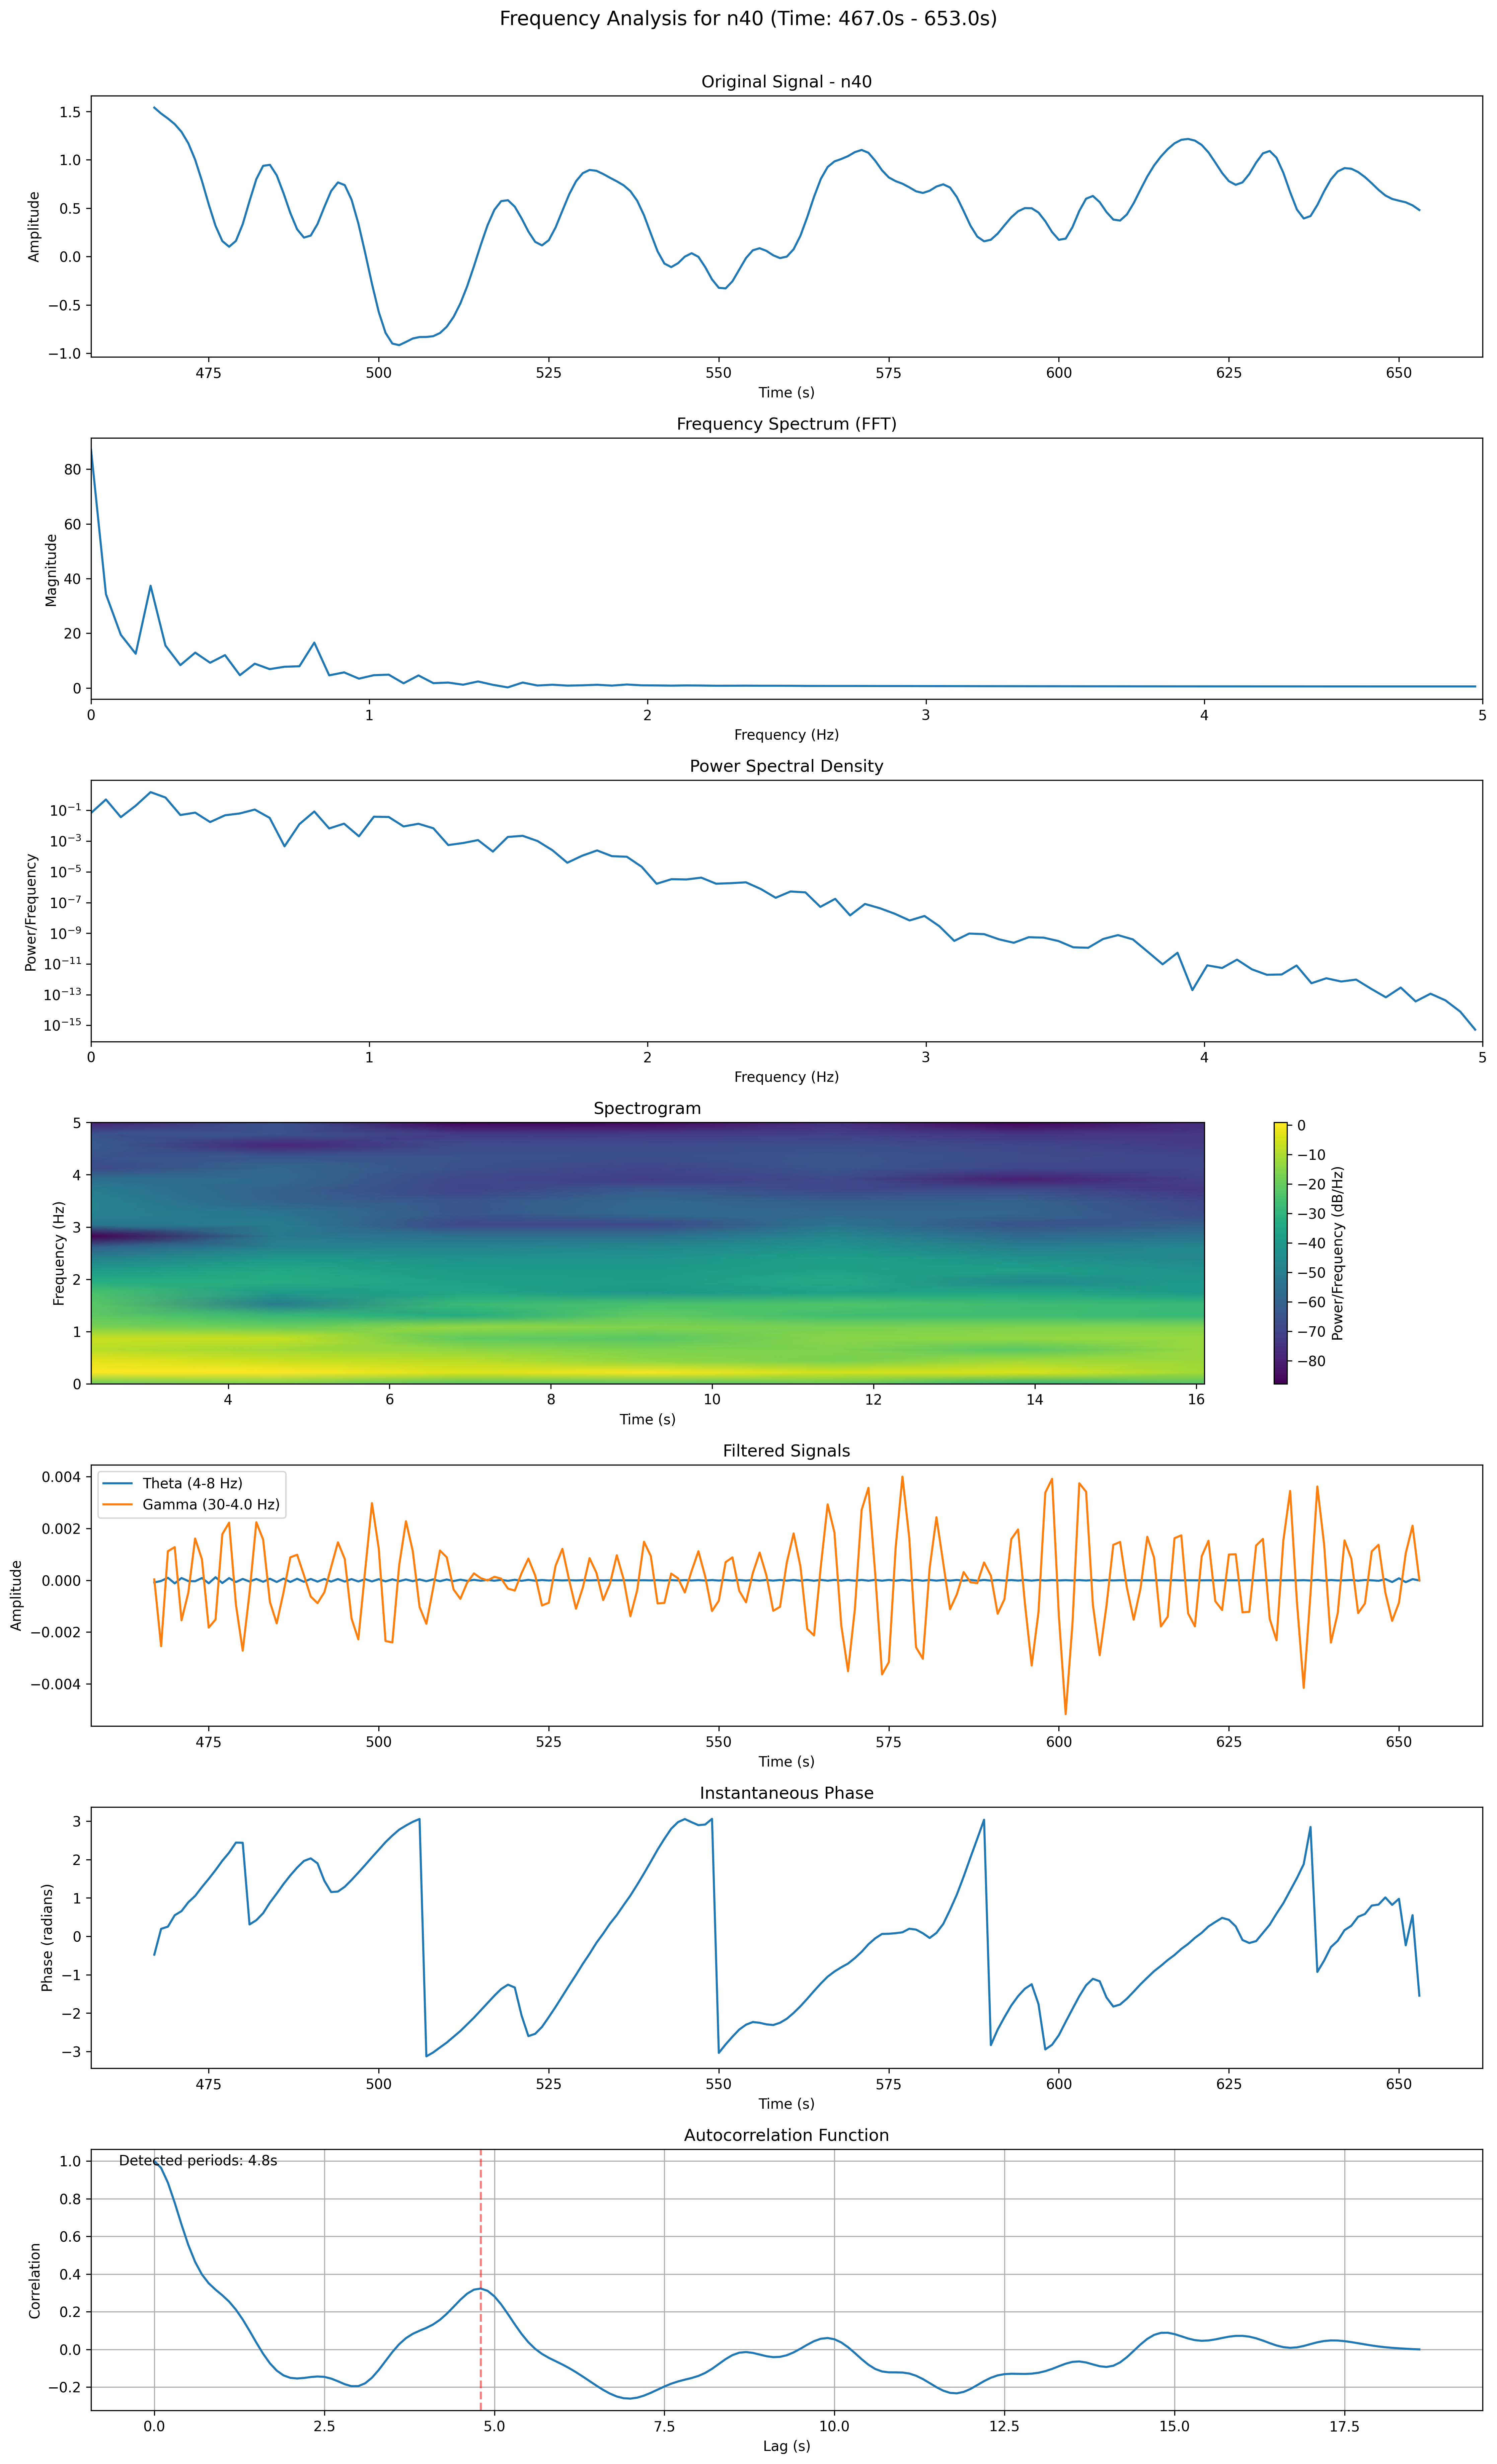 Frequency Analysis for n40 (Time: 467.0s - 653.0s)
Original Signal - n40
Amplitude
1.5
1.0
0.5
0.0
−0.5
−1.0
475 500 525 550 575 600 625 650
Time (s)
Frequency Spectrum (FFT)
Magnitude
80
60
40
20
0
0 1 2 3 4 5
Frequency (Hz)
Power Spectral Density
Power/Frequency
10⁻¹
10⁻³
10⁻⁵
10⁻⁷
10⁻⁹
10⁻¹¹
10⁻¹³
10⁻¹⁵
0 1 2 3 4 5
Frequency (Hz)
Spectrogram
Frequency (Hz)
5
4
3
2
1
0
4 6 8 10 12 14 16
Time (s)
0
−10
−20
−30
−40
−50
−60
−70
−80
Power/Frequency (dB/Hz)
Filtered Signals
Theta (4-8 Hz)
Gamma (30-4.0 Hz)
Amplitude
0.004
0.002
0.000
−0.002
−0.004
475 500 525 550 575 600 625 650
Time (s)
Instantaneous Phase
Phase (radians)
3
2
1
0
−1
−2
−3
475 500 525 550 575 600 625 650
Time (s)
Autocorrelation Function
Detected periods: 4.8s
Correlation
1.0
0.8
0.6
0.4
0.2
0.0
−0.2
0.0 2.5 5.0 7.5 10.0 12.5 15.0 17.5
Lag (s)